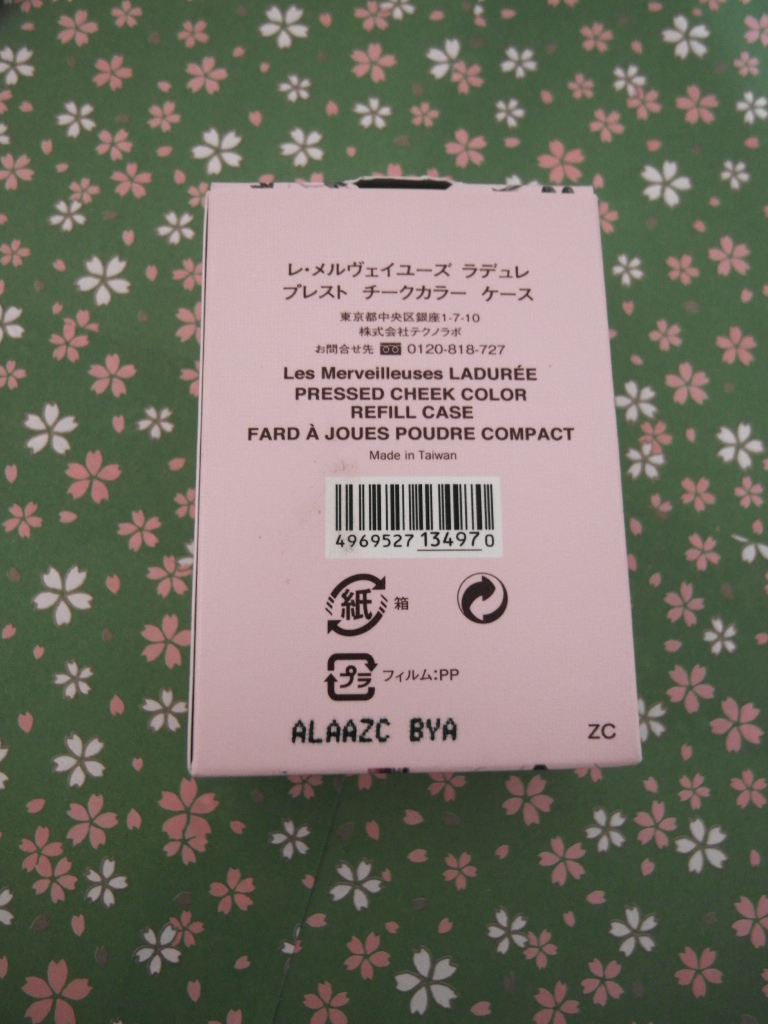 レ・メルヴェイユーズ ラデュレ
プレスト チークカラー ケース
東京都中央区銀座1-7-10
株式会社テクノラボ
お問合せ先 0120-818-727
Les Merveilleuses LADURÉE
PRESSED CHEEK COLOR
REFILL CASE
FARD À JOUES POUDRE COMPACT
Made in Taiwan
4969527134970
紙 箱
プラ フィルム:PP
ALAAZC BYA
ZC